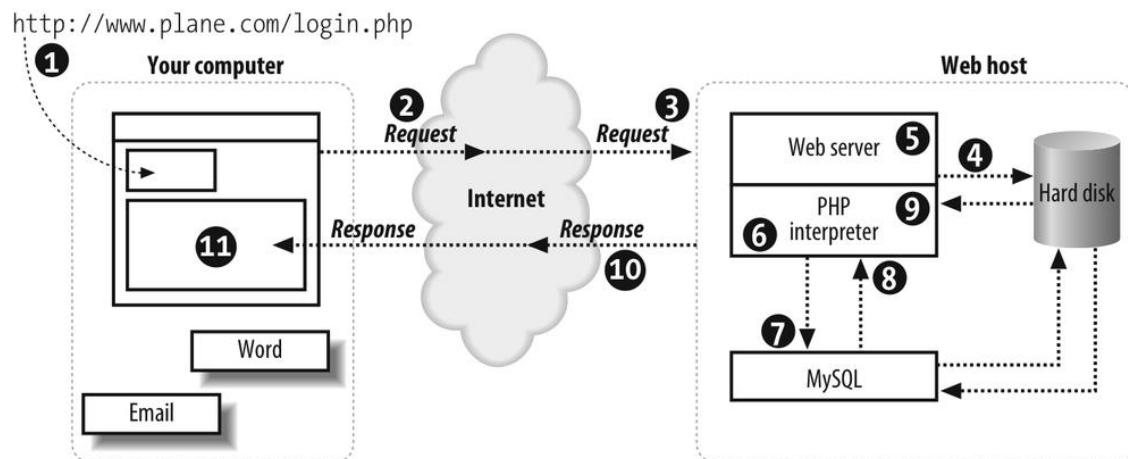 http://www.plane.com/login.php
1
Your computer
Web host
2
3
Request
Request
Web server
5
4
Internet
Hard disk
PHP
interpreter
9
6
Response
Response
11
10
8
7
Word
MySQL
Email